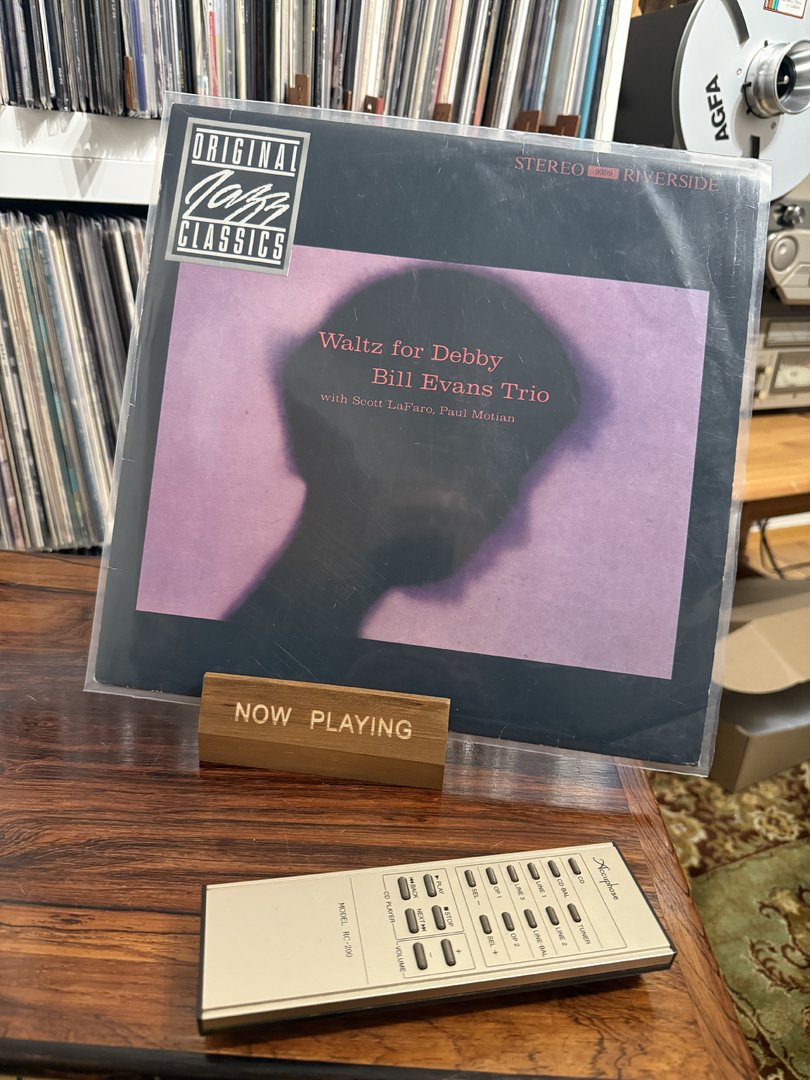 ORIGINAL
Jazz
CLASSICS
STEREO 9399 RIVERSIDE
AGFA
Waltz for Debby
Bill Evans Trio
with Scott LaFaro, Paul Motian
NOW PLAYING
Accuphase
CD
CD BAL
LINE 1
LINE 3
OP 1
SEL -
TUNER
LINE 2
LINE-BAL
OP 2
SEL +
PLAY
BACK
STOP
NEXT
CD PLAYER
+
-
VOLUME
MODEL RC-200